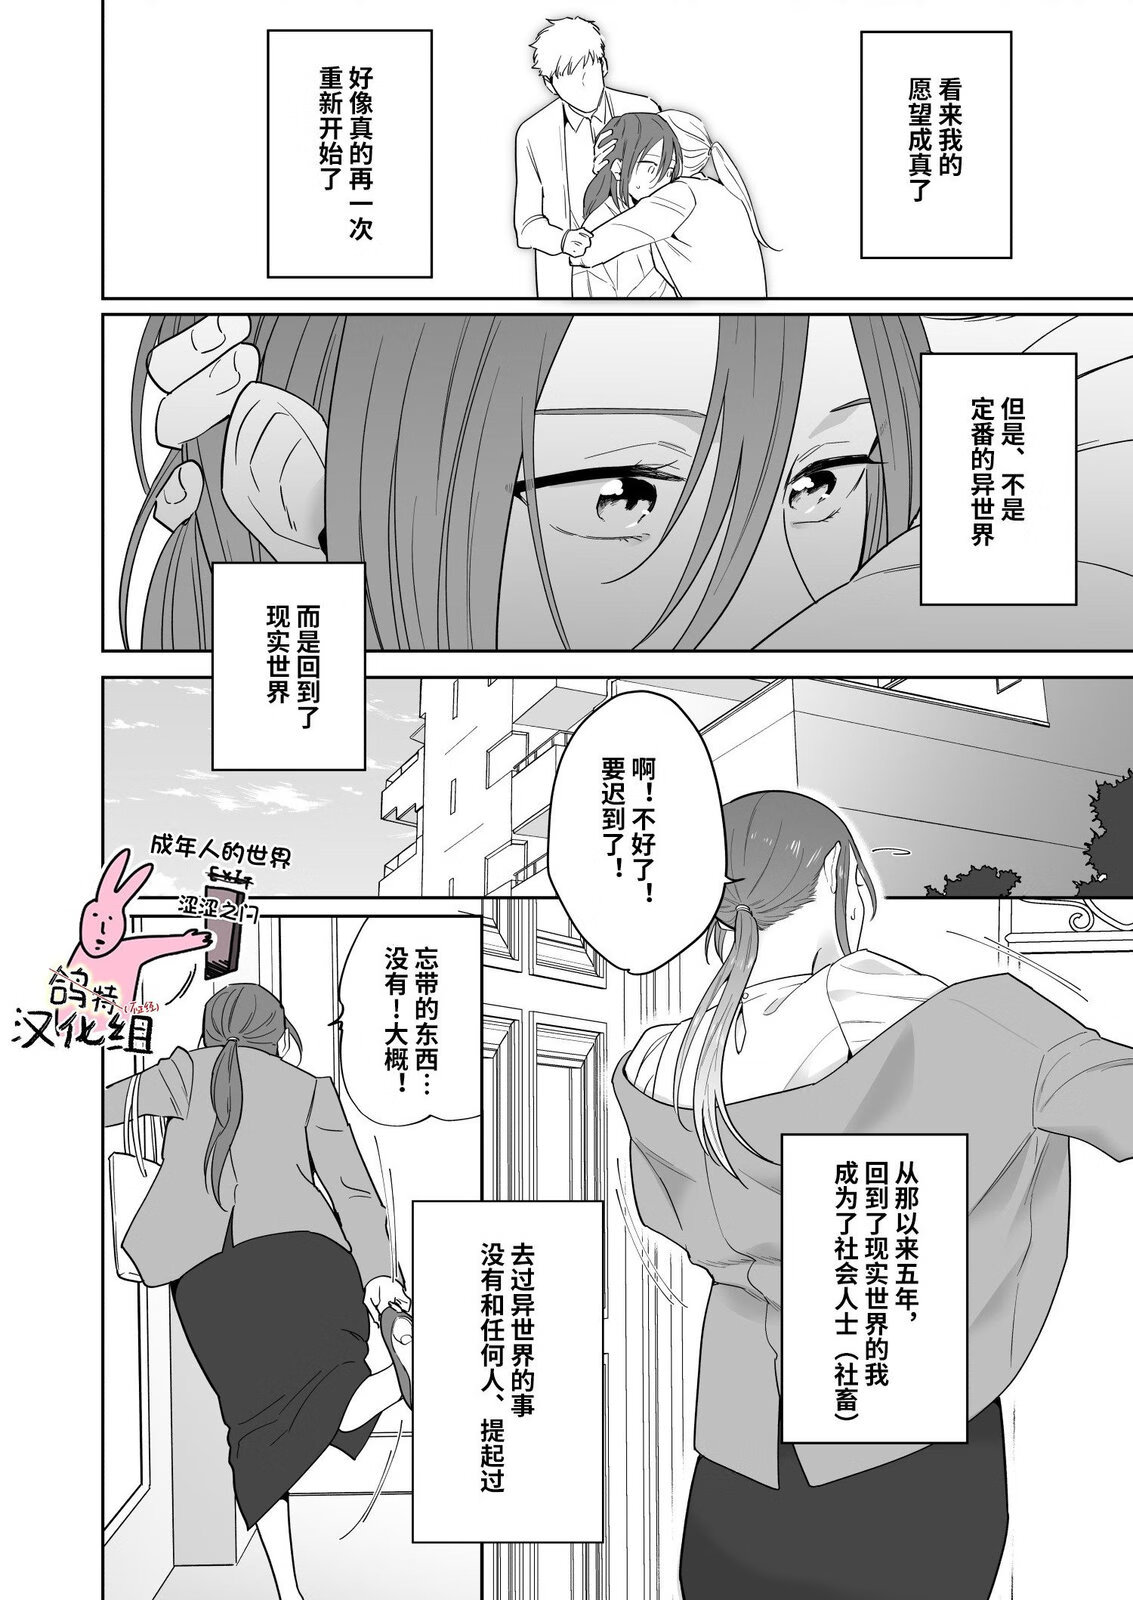 看来我的
愿望成真了
好像真的再一次
重新开始了
但是、不是
定番的异世界
而是回到了
现实世界
啊！不好了！
要迟到了！
从那以来五年，
回到了现实世界的我
成为了社会人士（社畜）
忘带的东西…
没有！大概！
去过异世界的事
没有和任何人、提起过
成年人的世界
EXIT
涩涩之门
鸽特
汉化组